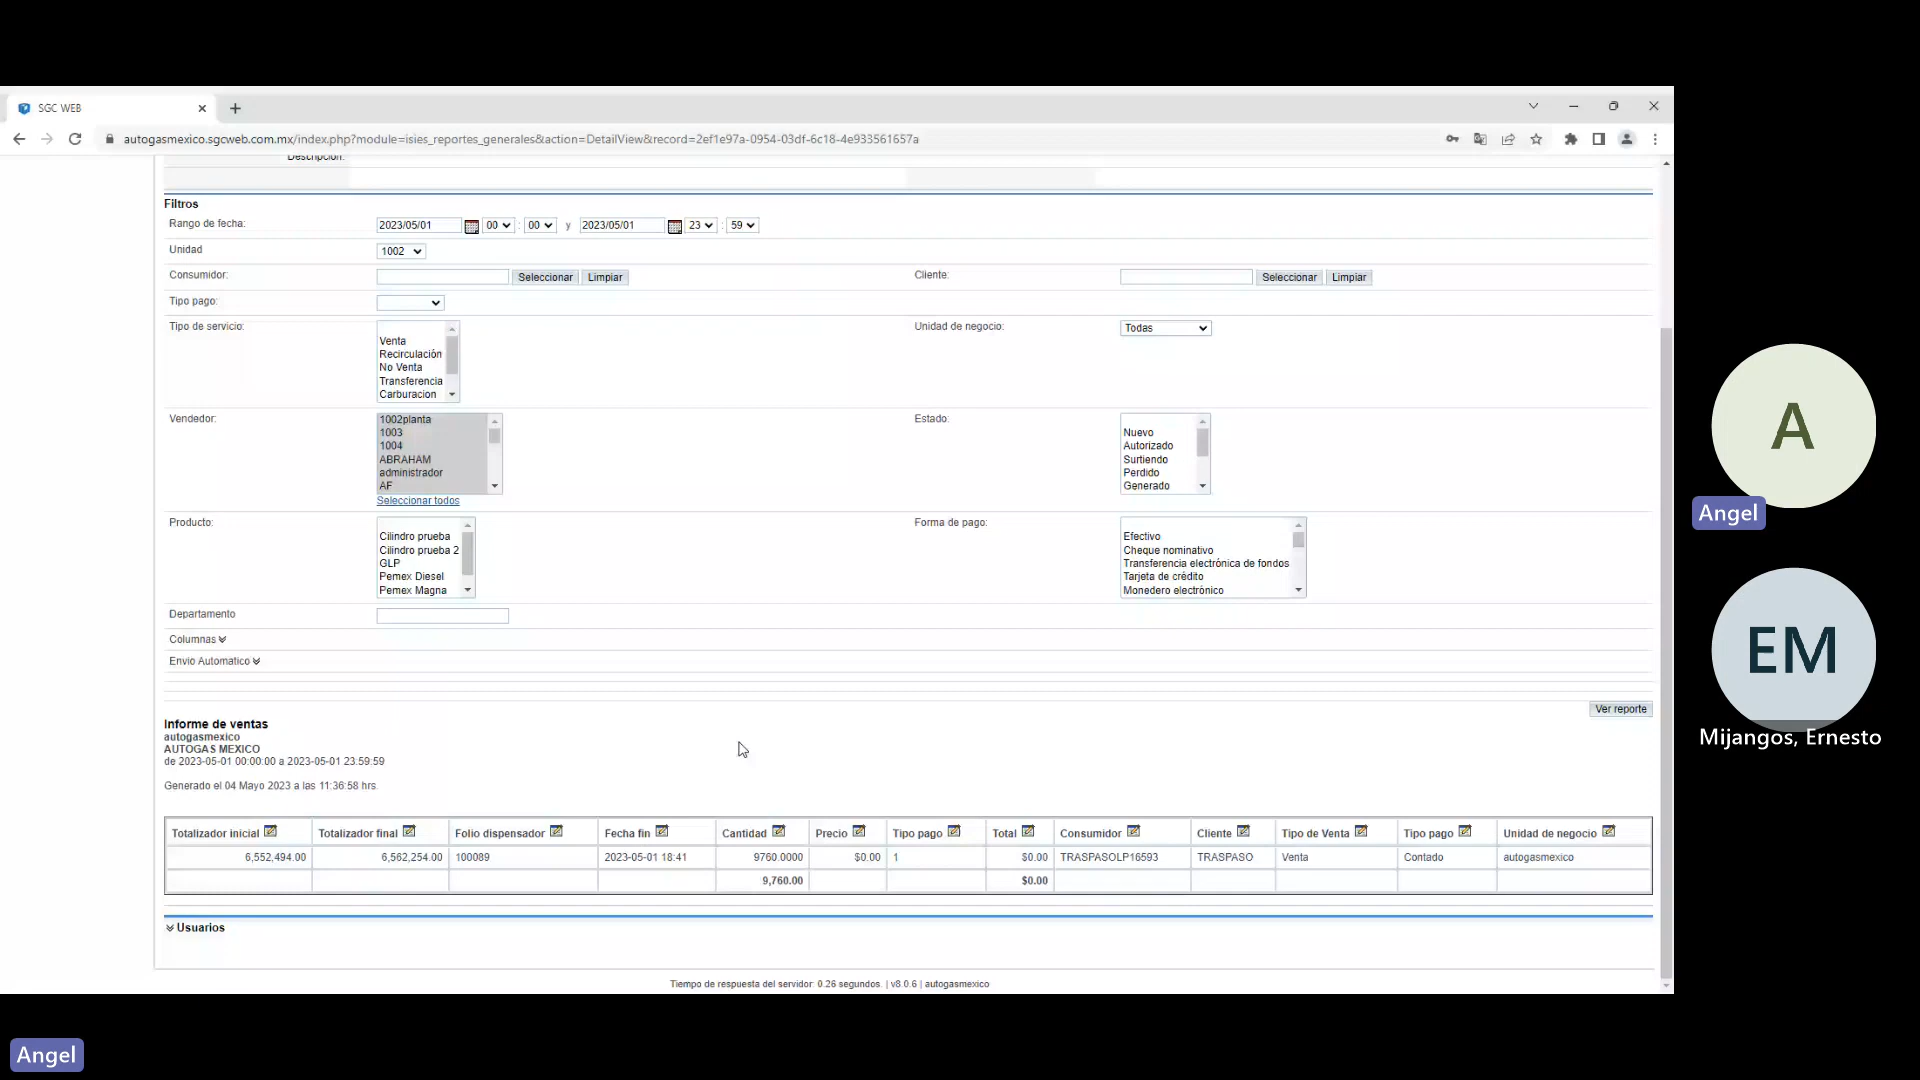 SGC WEB
autogasmexico.sgcweb.com.mx/index.php?module=isies_reportes_generales&action=DetailView&record=2ef1e97a-0954-03df-6c18-4e933561657a
Descripción:
Filtros
Rango de fecha: 2023/05/01 00 : 00 y 2023/05/01 23 : 59
Unidad 1002
Consumidor: Seleccionar Limpiar Cliente: Seleccionar Limpiar
Tipo pago:
Tipo de servicio: Unidad de negocio: Todas
Venta
Recirculación
No Venta
Transferencia
Carburacion
Vendedor: 1002planta Estado:
1003 Nuevo
1004 Autorizado
ABRAHAM Surtiendo
administrador Perdido
AF Generado
Seleccionar todos
Producto: Forma de pago:
Cilindro prueba Efectivo
Cilindro prueba 2 Cheque nominativo
GLP Transferencia electrónica de fondos
Pemex Diesel Tarjeta de crédito
Pemex Magna Monedero electrónico
Departamento
Columnas
Envio Automatico
Ver reporte
Informe de ventas
autogasmexico
AUTOGAS MEXICO
de 2023-05-01 00:00:00 a 2023-05-01 23:59:59
Generado el 04 Mayo 2023 a las 11:36:58 hrs.
Totalizador inicial Totalizador final Folio dispensador Fecha fin Cantidad Precio Tipo pago Total Consumidor Cliente Tipo de Venta Tipo pago Unidad de negocio
6,552,494.00 6,562,254.00 100089 2023-05-01 18:41 9760.0000 $0.00 1 $0.00 TRASPASOLP16593 TRASPASO Venta Contado autogasmexico
9,760.00 $0.00
Usuarios
Tiempo de respuesta del servidor: 0.26 segundos. | v8.0.6 | autogasmexico
A
Angel
EM
Mijangos, Ernesto
Angel